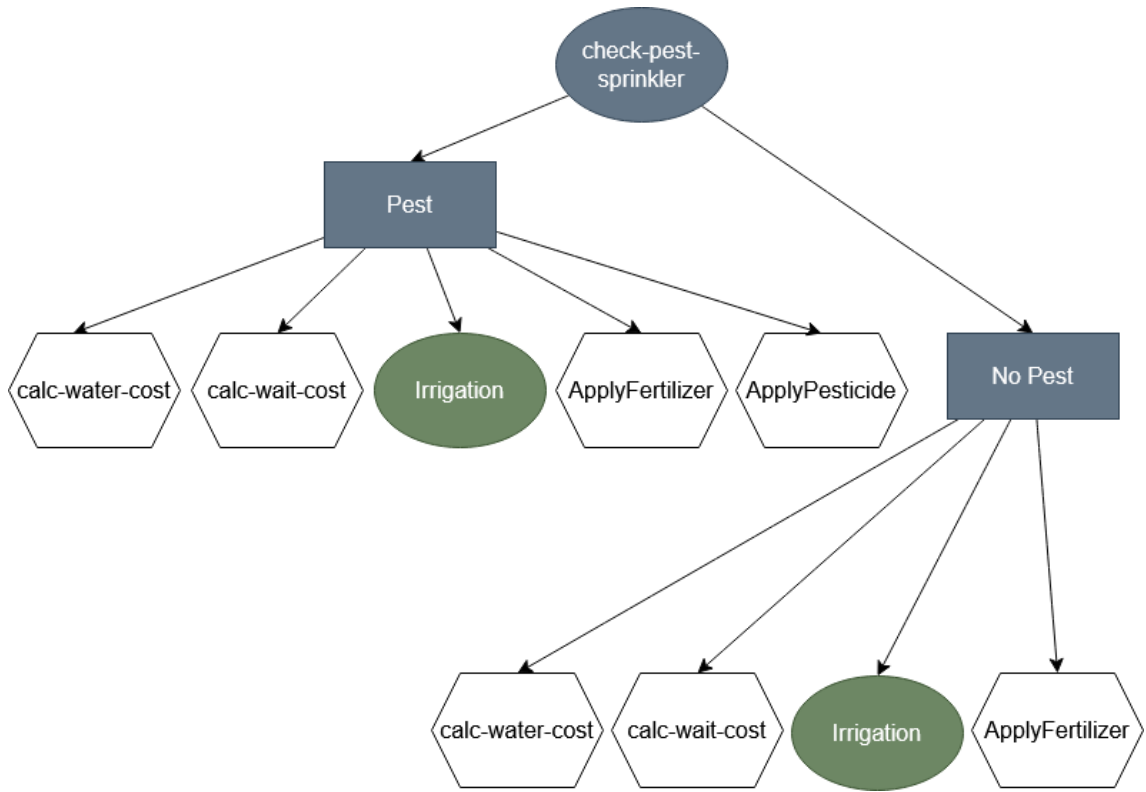 check-pest-
sprinkler
Pest
calc-water-cost
calc-wait-cost
Irrigation
ApplyFertilizer
ApplyPesticide
No Pest
calc-water-cost
calc-wait-cost
Irrigation
ApplyFertilizer